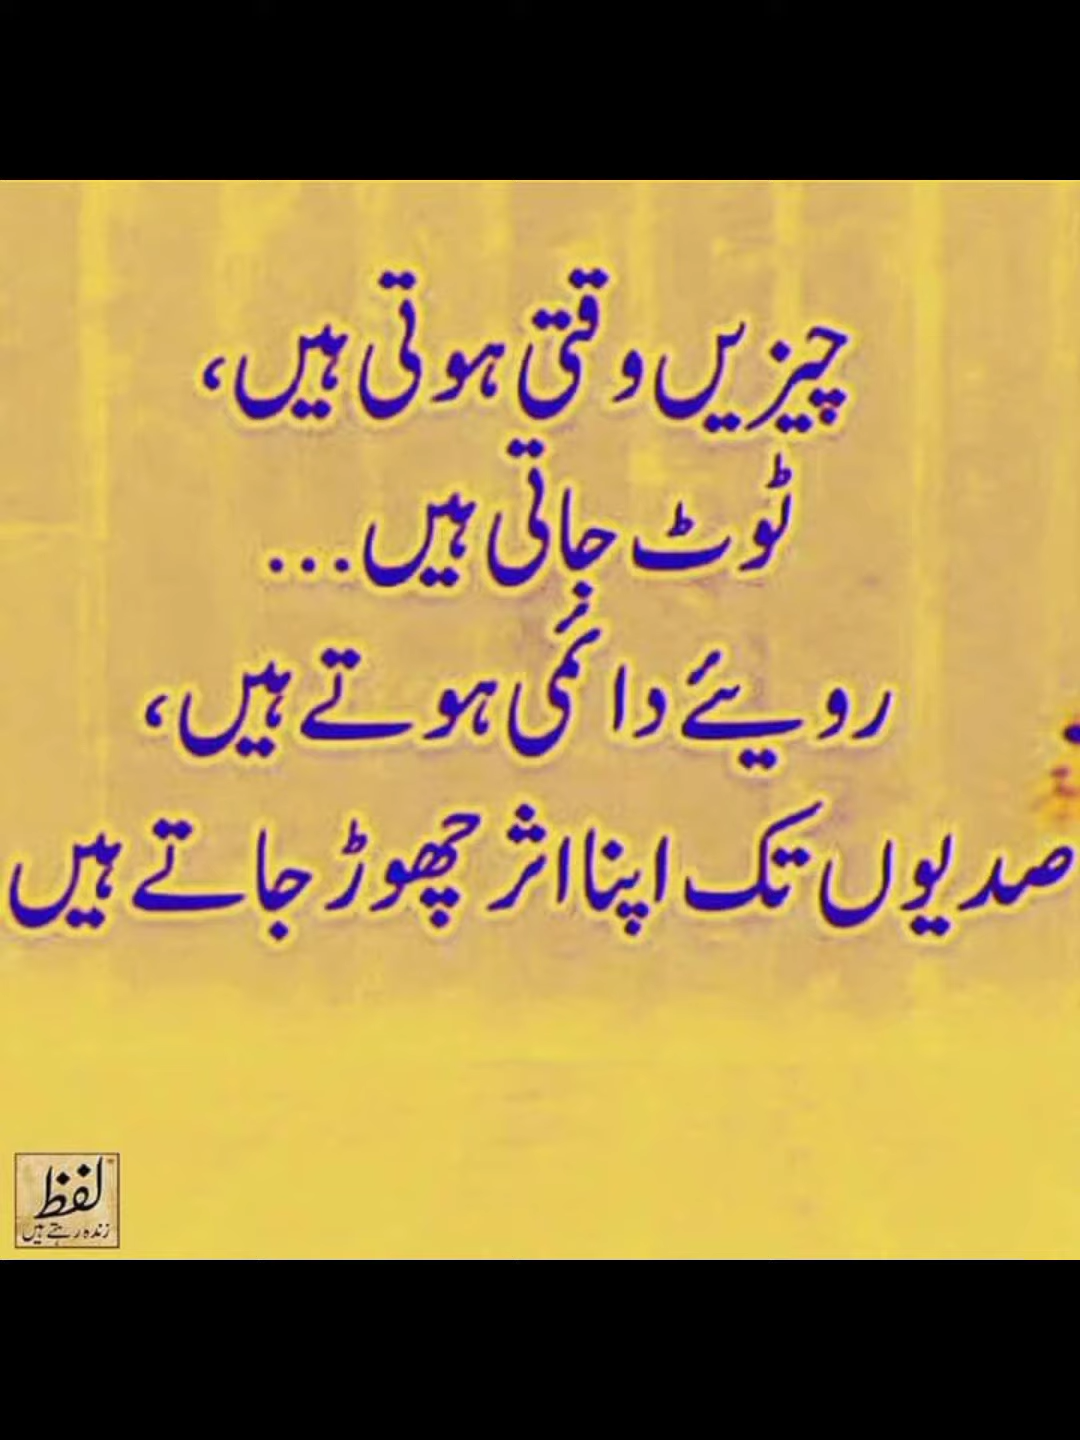 چیزیں وقتی ہوتی ہیں،
ٹوٹ جاتی ہیں...
رویئے دائمی ہوتے ہیں،
صدیوں تک اپنا اثر چھوڑ جاتے ہیں
لفظ
زندہ رہتے ہیں